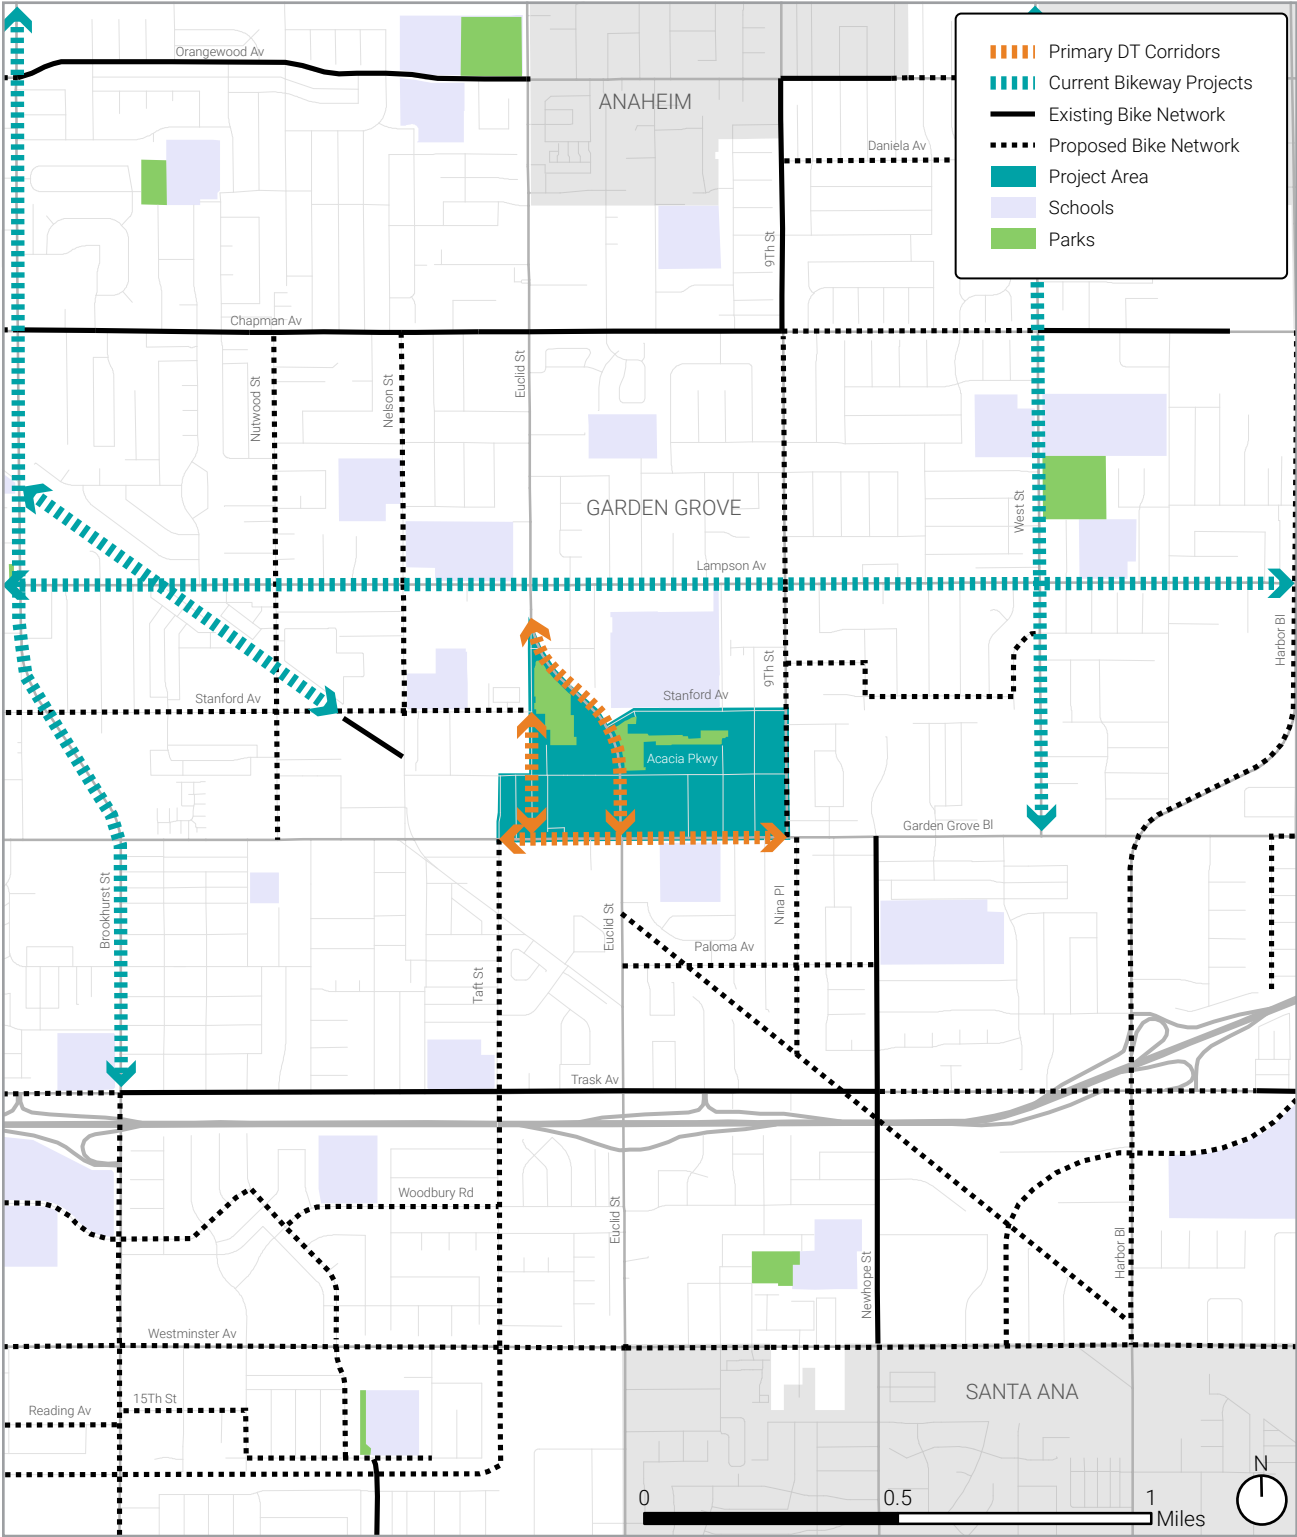 Orangewood Av
ANAHEIM
Primary DT Corridors
Current Bikeway Projects
Existing Bike Network
Proposed Bike Network
Project Area
Schools
Parks
Daniela Av
9Th St
Chapman Av
Euclid St
Nutwood St
Nelson St
GARDEN GROVE
West St
Lampson Av
Harbor Bl
9Th St
Stanford Av
Stanford Av
Acacia Pkwy
Garden Grove Bl
Brookhurst St
Nina Pl
Euclid St
Paloma Av
Taft St
Trask Av
Woodbury Rd
Euclid St
Newhope St
Harbor Bl
Westminster Av
15Th St
Reading Av
SANTA ANA
N
0 0.5 1
Miles